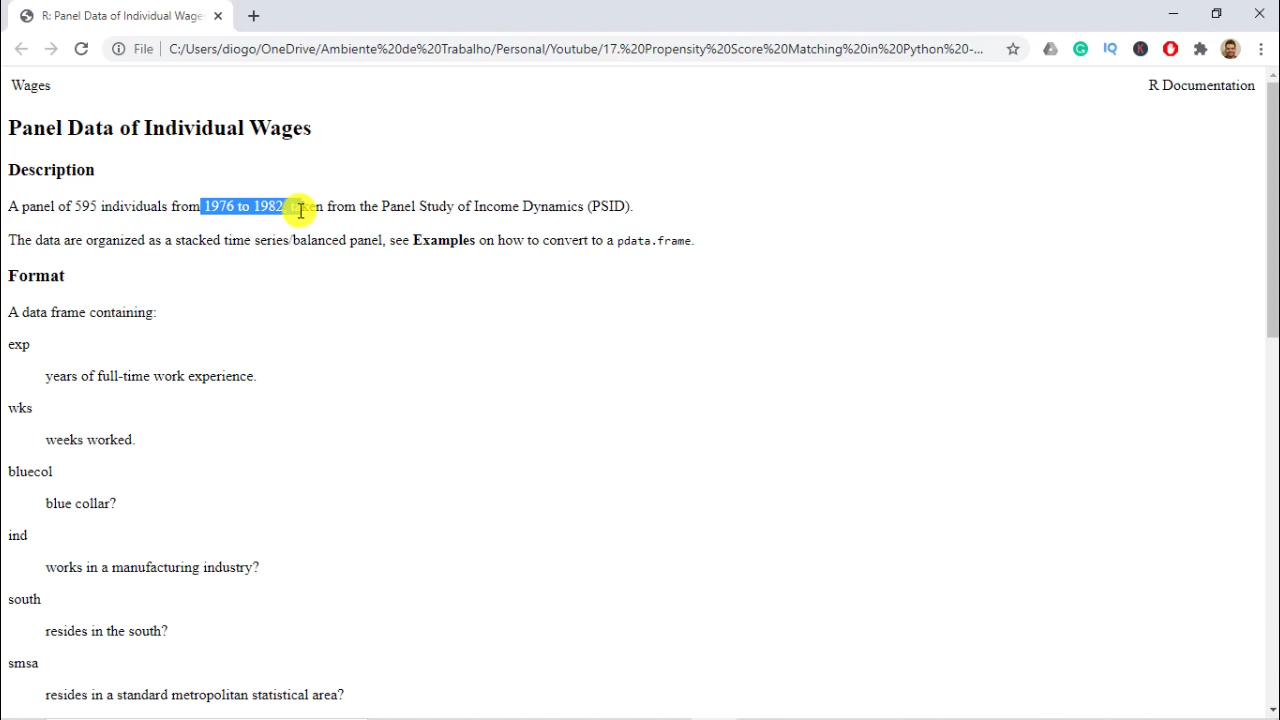 R: Panel Data of Individual Wage
File
C:/Users/diogo/OneDrive/Ambiente%20de%20Trabalho/Personal/Youtube/17.%20Propensity%20Score%20Matching%20in%20Python%20-...
IQ
K
Wages
R Documentation
Panel Data of Individual Wages
Description
A panel of 595 individuals from 1976 to 1982, taken from the Panel Study of Income Dynamics (PSID).
The data are organized as a stacked time series/balanced panel, see Examples on how to convert to a pdata.frame.
Format
A data frame containing:
exp
years of full-time work experience.
wks
weeks worked.
bluecol
blue collar?
ind
works in a manufacturing industry?
south
resides in the south?
smsa
resides in a standard metropolitan statistical area?